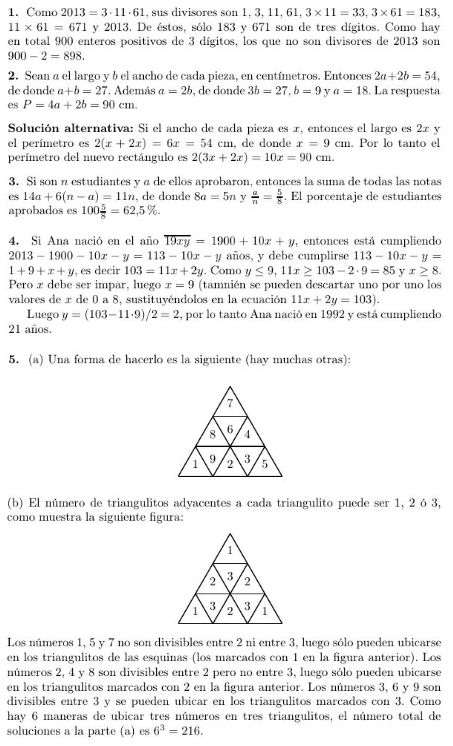 1. Como 2013 = 3 · 11 · 61, sus divisores son 1, 3, 11, 61, 3 × 11 = 33, 3 × 61 = 183,
11 × 61 = 671 y 2013. De éstos, sólo 183 y 671 son de tres dígitos. Como hay
en total 900 enteros positivos de 3 dígitos, los que no son divisores de 2013 son
900 − 2 = 898.
2. Sean a el largo y b el ancho de cada pieza, en centímetros. Entonces 2a+2b = 54,
de donde a+b = 27. Además a = 2b, de donde 3b = 27, b = 9 y a = 18. La respuesta
es P = 4a + 2b = 90 cm.
Solución alternativa: Si el ancho de cada pieza es x, entonces el largo es 2x y
el perímetro es 2(x + 2x) = 6x = 54 cm, de donde x = 9 cm. Por lo tanto el
perímetro del nuevo rectángulo es 2(3x + 2x) = 10x = 90 cm.
3. Si son n estudiantes y a de ellos aprobaron, entonces la suma de todas las notas
es 14a + 6(n − a) = 11n, de donde 8a = 5n y a/n = 5/8. El porcentaje de estudiantes
aprobados es 100 5/8 = 62,5 %.
4. Si Ana nació en el año 19xy = 1900 + 10x + y, entonces está cumpliendo
2013 − 1900 − 10x − y = 113 − 10x − y años, y debe cumplirse 113 − 10x − y =
1 + 9 + x + y, es decir 103 = 11x + 2y. Como y ≤ 9, 11x ≥ 103 − 2 · 9 = 85 y x ≥ 8.
Pero x debe ser impar, luego x = 9 (tamnién se pueden descartar uno por uno los
valores de x de 0 a 8, sustituyéndolos en la ecuación 11x + 2y = 103).
Luego y = (103−11·9)/2 = 2, por lo tanto Ana nació en 1992 y está cumpliendo
21 años.
5. (a) Una forma de hacerlo es la siguiente (hay muchas otras):
7
8 6 4
1 9 2 3 5
(b) El número de triangulitos adyacentes a cada triangulito puede ser 1, 2 ó 3,
como muestra la siguiente figura:
1
2 3 2
1 3 2 3 1
Los números 1, 5 y 7 no son divisibles entre 2 ni entre 3, luego sólo pueden ubicarse
en los triangulitos de las esquinas (los marcados con 1 en la figura anterior). Los
números 2, 4 y 8 son divisibles entre 2 pero no entre 3, luego sólo pueden ubicarse
en los triangulitos marcados con 2 en la figura anterior. Los números 3, 6 y 9 son
divisibles entre 3 y se pueden ubicar en los triangulitos marcados con 3. Como
hay 6 maneras de ubicar tres números en tres triangulitos, el número total de
soluciones a la parte (a) es 6³ = 216.